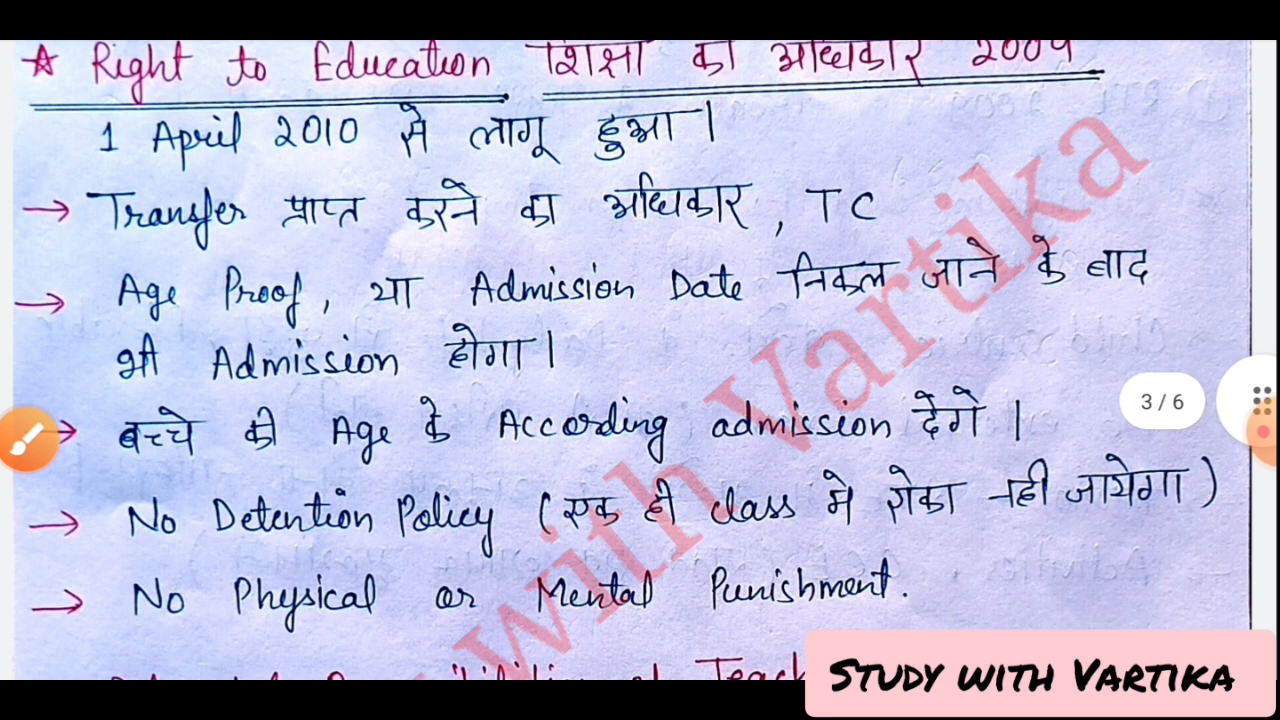 ☆ Right to Education शिक्षा का अधिकार 2009
1 April 2010 से लागू हुआ।
→ Transfer प्राप्त करने का अधिकार, TC
→ Age Proof, या Admission Date निकल जाने के बाद
भी Admission होगा।
3 / 6
→ बच्चे की Age के According admission देंगे।
→ No Detention Policy (एक ही class मे रोका नही जायेगा)
→ No Physical or Mental Punishment.
with Vartika
STUDY WITH VARTIKA